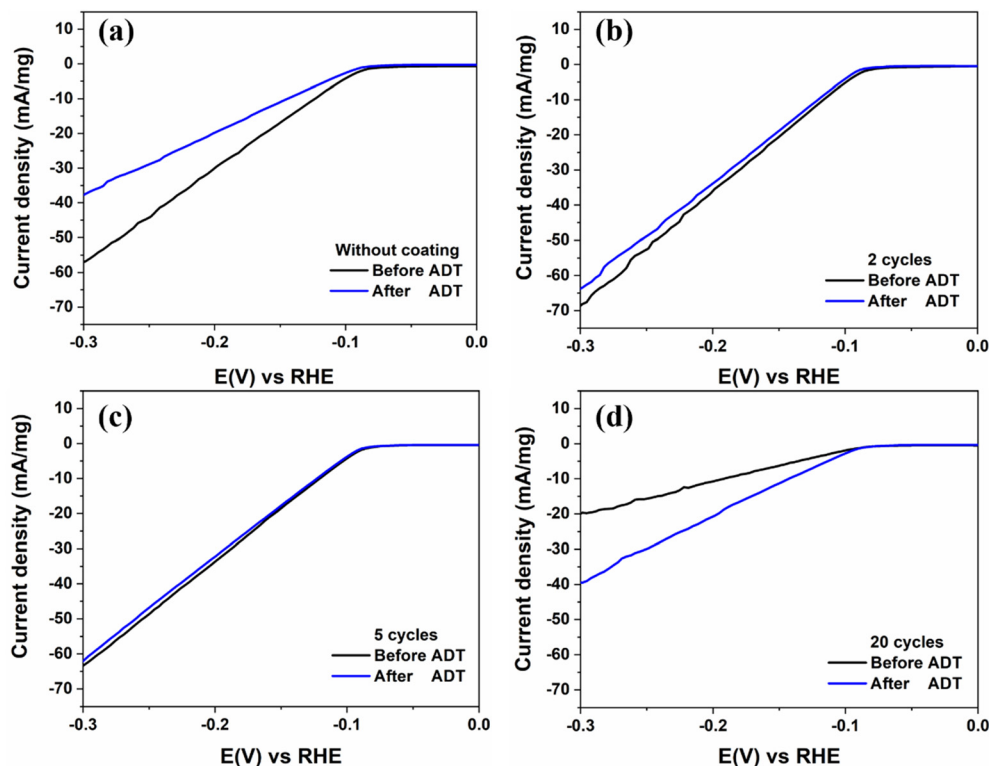 (a)
10
0
-10
-20
-30
-40
-50
-60
-70
Current density (mA/mg)
Without coating
Before ADT
After ADT
-0.3
-0.2
-0.1
0.0
E(V) vs RHE
(b)
10
0
-10
-20
-30
-40
-50
-60
-70
Current density (mA/mg)
2 cycles
Before ADT
After ADT
-0.3
-0.2
-0.1
0.0
E(V) vs RHE
(c)
10
0
-10
-20
-30
-40
-50
-60
-70
Current density (mA/mg)
5 cycles
Before ADT
After ADT
-0.3
-0.2
-0.1
0.0
E(V) vs RHE
(d)
10
0
-10
-20
-30
-40
-50
-60
-70
Current density (mA/mg)
20 cycles
Before ADT
After ADT
-0.3
-0.2
-0.1
0.0
E(V) vs RHE